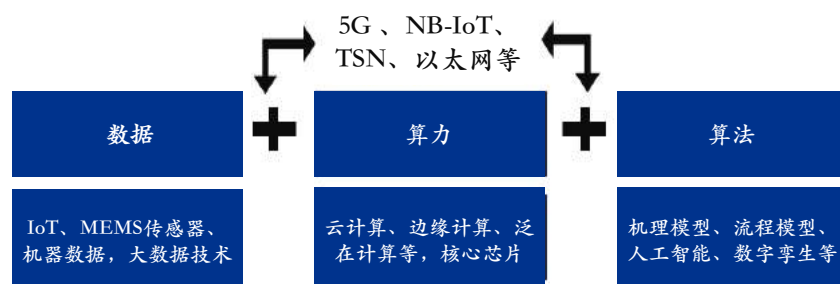 5G 、NB-IoT、
TSN、以太网等
数据
算力
算法
IoT、MEMS传感器、
机器数据，大数据技术
云计算、边缘计算、泛
在计算等，核心芯片
机理模型、流程模型、
人工智能、数字孪生等